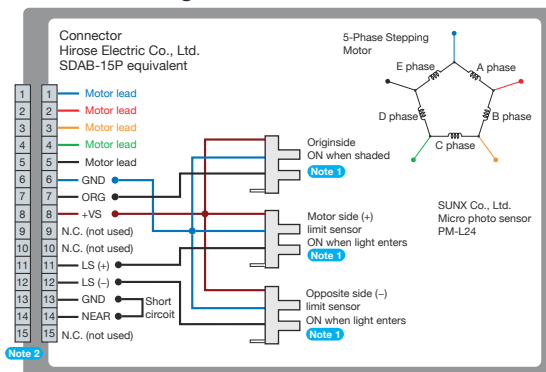 Connector
Hirose Electric Co., Ltd.
SDAB-15P equivalent
5-Phase Stepping
Motor
E phase
A phase
D phase
B phase
C phase
1 1 Motor lead
2 2 Motor lead
3 3 Motor lead
4 4 Motor lead
5 5 Motor lead
6 6 GND
7 7 ORG
8 8 +VS
9 9 N.C. (not used)
10 10 N.C. (not used)
11 11 LS (+)
12 12 LS (−)
13 13 GND
14 14 NEAR
15 15 N.C. (not used)
Short
circoit
Note 2
Originside
ON when shaded
Note 1
Motor side (+)
limit sensor
ON when light enters
Note 1
Opposite side (−)
limit sensor
ON when light enters
Note 1
SUNX Co., Ltd.
Micro photo sensor
PM-L24